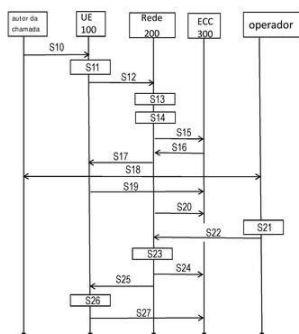 autor da
chamada
UE
100
Rede
200
ECC
300
operador
S10
S11
S12
S13
S14
S15
S16
S17
S18
S19
S20
S21
S22
S23
S24
S25
S26
S27